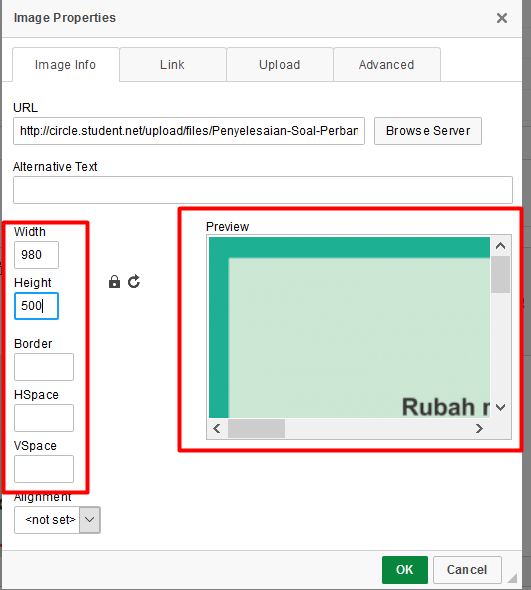 Image Properties
Image Info Link Upload Advanced
URL
http://circle.student.net/upload/files/Penyelesaian-Soal-Perbar Browse Server
Alternative Text
Width
980
Preview
Height
500
Border
HSpace
Rubah
VSpace
Alignment
<not set>
OK Cancel